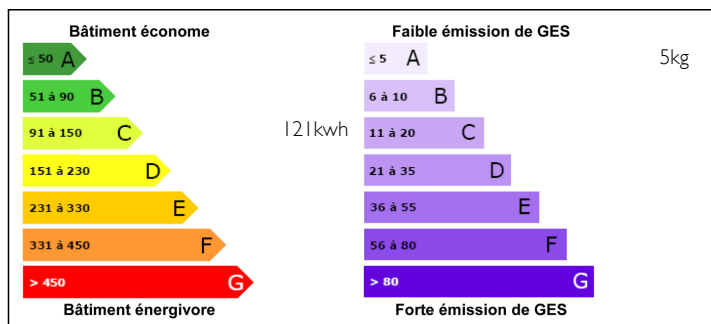 Bâtiment économe
≤ 50 A
51 à 90 B
91 à 150 C
121kwh
151 à 230 D
231 à 330 E
331 à 450 F
> 450 G
Bâtiment énergivore
Faible émission de GES
≤ 5 A
5kg
6 à 10 B
11 à 20 C
21 à 35 D
36 à 55 E
56 à 80 F
> 80 G
Forte émission de GES